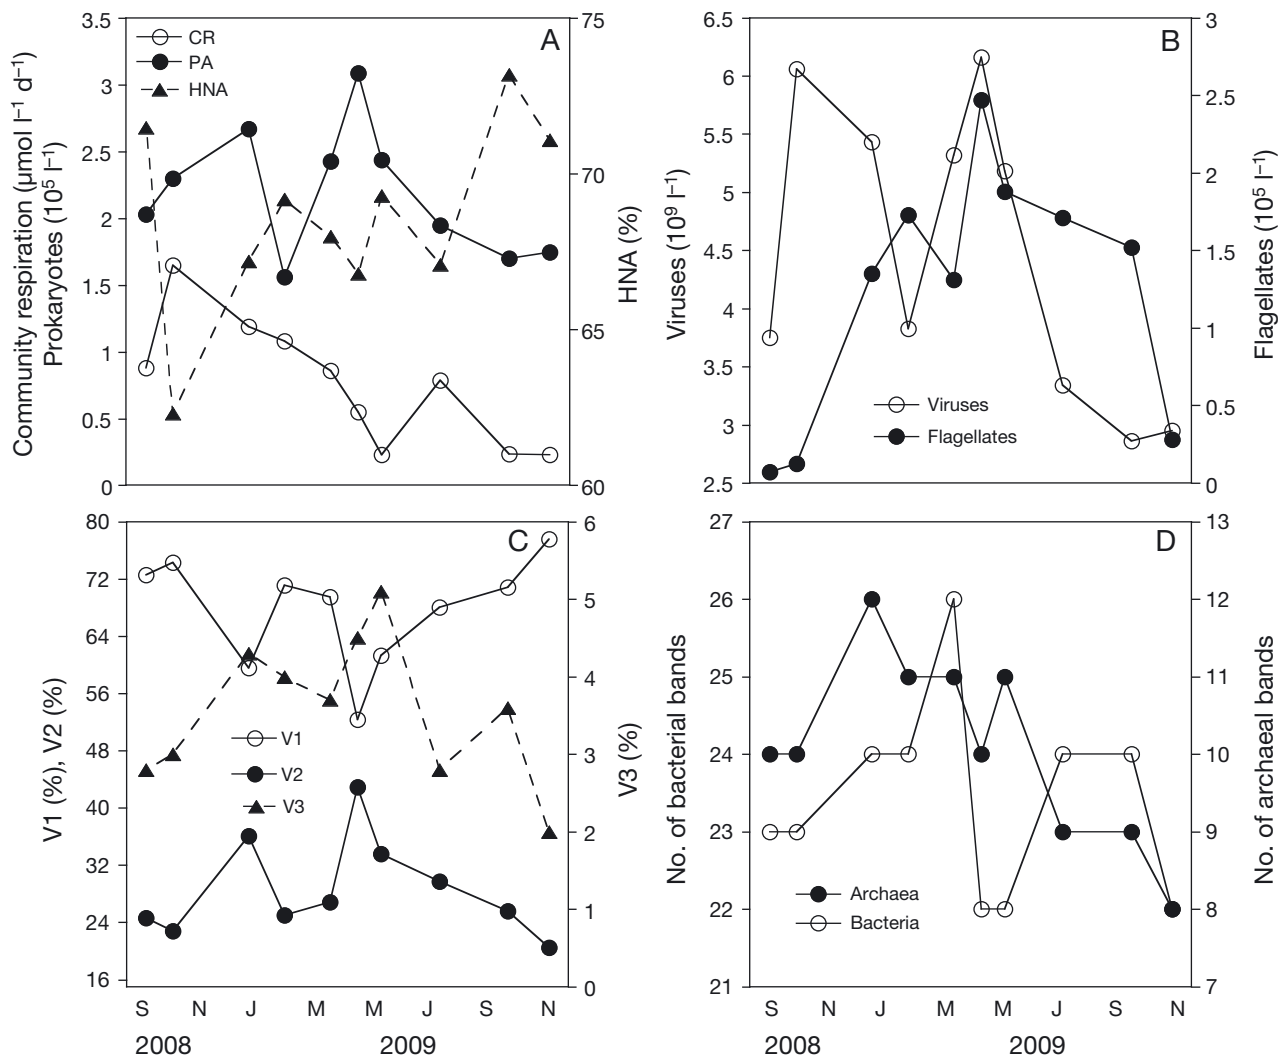 A
CR
PA
HNA
Community respiration (µmol l⁻¹ d⁻¹)
Prokaryotes (10⁵ l⁻¹)
3.5
3
2.5
2
1.5
1
0.5
0
HNA (%)
75
70
65
60
B
Viruses
Flagellates
Viruses (10⁹ l⁻¹)
6.5
6
5.5
5
4.5
4
3.5
3
2.5
Flagellates (10⁵ l⁻¹)
3
2.5
2
1.5
1
0.5
0
C
V1
V2
V3
V1 (%), V2 (%)
80
72
64
56
48
40
32
24
16
V3 (%)
6
5
4
3
2
1
0
S N J M M J S N
2008 2009
D
Archaea
Bacteria
No. of bacterial bands
27
26
25
24
23
22
21
No. of archaeal bands
13
12
11
10
9
8
7
S N J M M J S N
2008 2009